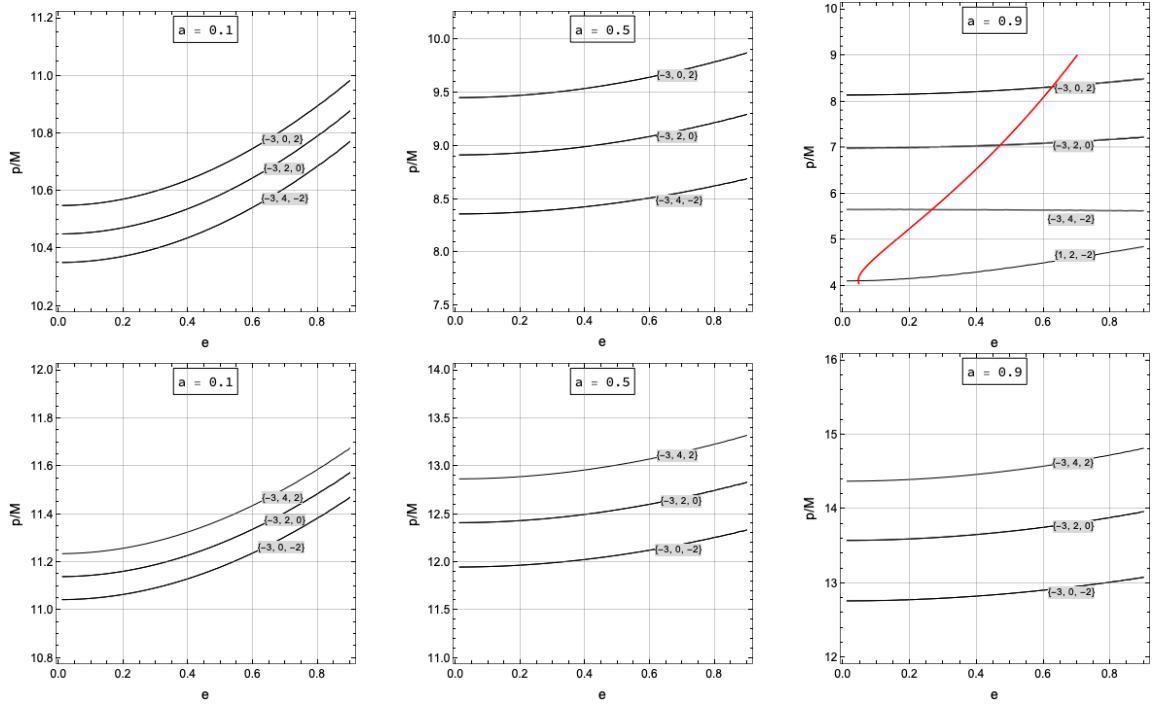 a = 0.1
11.2
11.0
10.8
10.6
10.4
10.2
p/M
{-3, 0, 2}
{-3, 2, 0}
{-3, 4, -2}
0.0 0.2 0.4 0.6 0.8
e
a = 0.5
10.0
9.5
9.0
8.5
8.0
7.5
p/M
{-3, 0, 2}
{-3, 2, 0}
{-3, 4, -2}
0.0 0.2 0.4 0.6 0.8
e
a = 0.9
10
9
8
7
6
5
4
p/M
{-3, 0, 2}
{-3, 2, 0}
{-3, 4, -2}
{1, 2, -2}
0.0 0.2 0.4 0.6 0.8
e
a = 0.1
12.0
11.8
11.6
11.4
11.2
11.0
10.8
p/M
{-3, 4, 2}
{-3, 2, 0}
{-3, 0, -2}
0.0 0.2 0.4 0.6 0.8
e
a = 0.5
14.0
13.5
13.0
12.5
12.0
11.5
11.0
p/M
{-3, 4, 2}
{-3, 2, 0}
{-3, 0, -2}
0.0 0.2 0.4 0.6 0.8
e
a = 0.9
16
15
14
13
12
p/M
{-3, 4, 2}
{-3, 2, 0}
{-3, 0, -2}
0.0 0.2 0.4 0.6 0.8
e